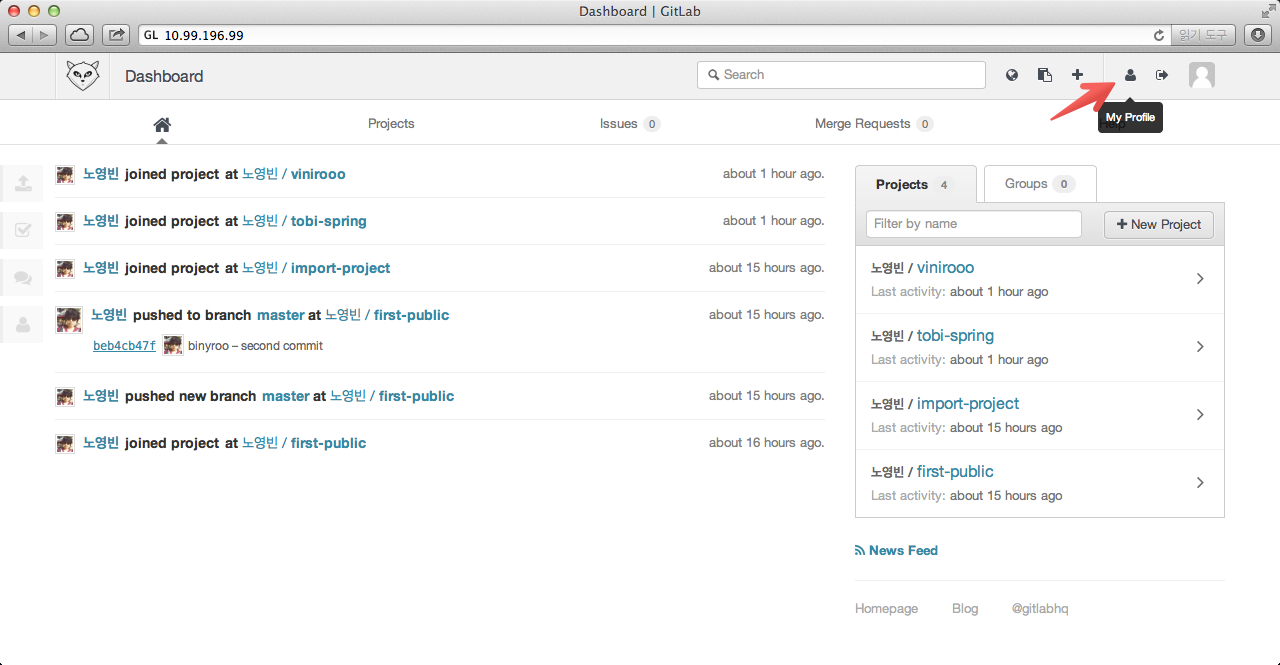 Dashboard | GitLab
GL 10.99.196.99
읽기 도구
Dashboard
Search
My Profile
Projects
Issues 0
Merge Requests 0
Help
노영빈 joined project at 노영빈 / vinirooo
about 1 hour ago.
노영빈 joined project at 노영빈 / tobi-spring
about 1 hour ago.
노영빈 joined project at 노영빈 / import-project
about 15 hours ago.
노영빈 pushed to branch master at 노영빈 / first-public
about 15 hours ago.
beb4cb47f binyroo – second commit
노영빈 pushed new branch master at 노영빈 / first-public
about 15 hours ago.
노영빈 joined project at 노영빈 / first-public
about 16 hours ago.
Projects 4
Groups 0
Filter by name
New Project
노영빈 / vinirooo
Last activity: about 1 hour ago
노영빈 / tobi-spring
Last activity: about 1 hour ago
노영빈 / import-project
Last activity: about 15 hours ago
노영빈 / first-public
Last activity: about 15 hours ago
News Feed
Homepage
Blog
@gitlabhq